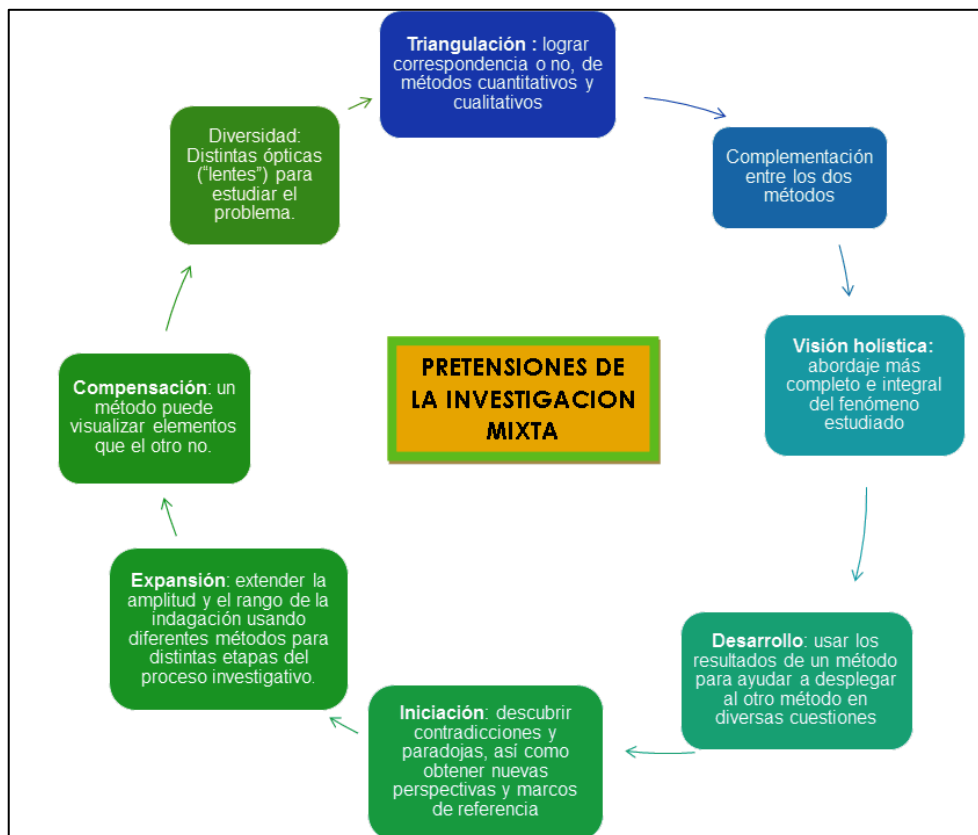 Triangulación : lograr
correspondencia o no, de
métodos cuantitativos y
cualitativos
Complementación
entre los dos
métodos
Visión holística:
abordaje más
completo e integral
del fenómeno
estudiado
Desarrollo: usar los
resultados de un método
para ayudar a desplegar
al otro método en
diversas cuestiones
Iniciación: descubrir
contradicciones y
paradojas, así como
obtener nuevas
perspectivas y marcos
de referencia
Expansión: extender la
amplitud y el rango de la
indagación usando
diferentes métodos para
distintas etapas del
proceso investigativo.
Compensación: un
método puede
visualizar elementos
que el otro no.
Diversidad:
Distintas ópticas
(“lentes”) para
estudiar el
problema.
PRETENSIONES DE
LA INVESTIGACION
MIXTA